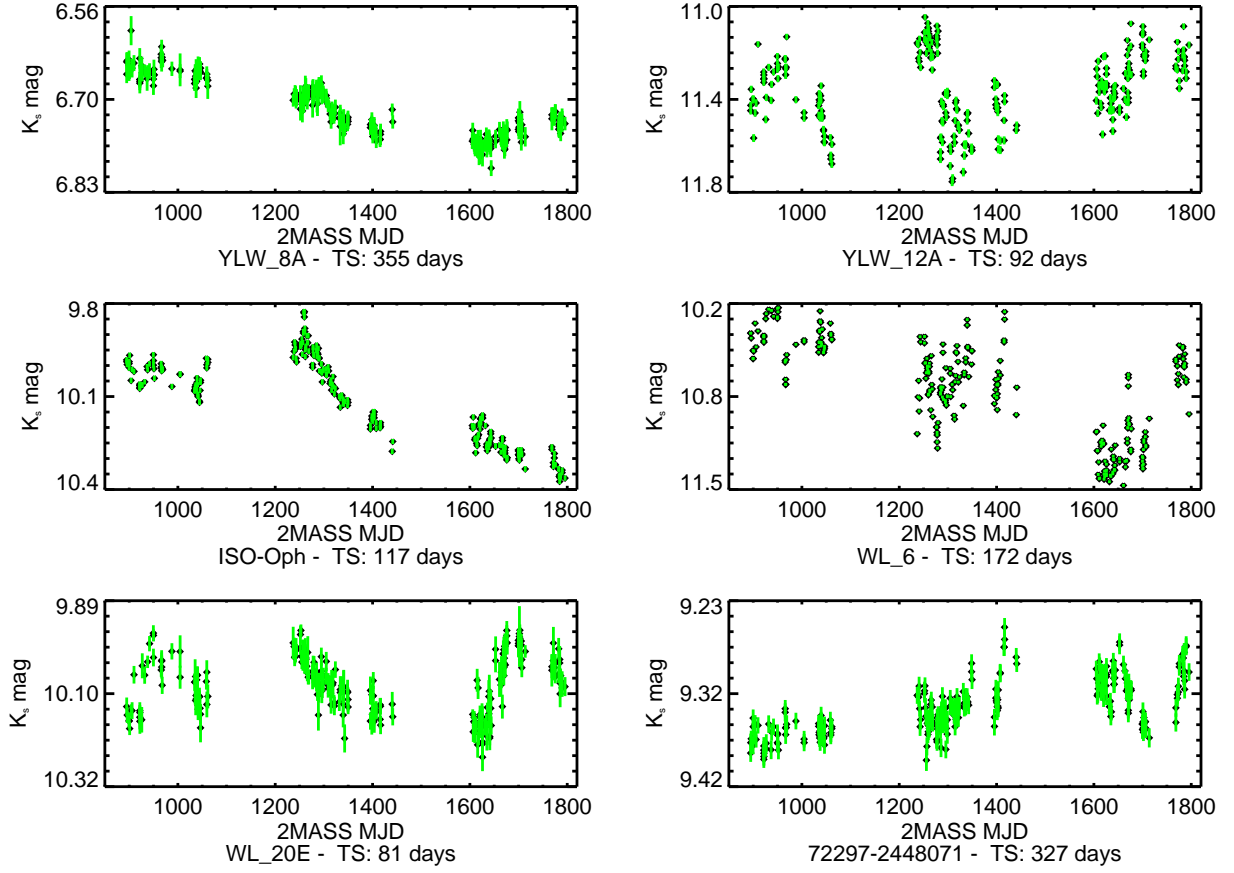 6.56
6.70
6.83
K_s mag
1000 1200 1400 1600 1800
2MASS MJD
YLW_8A - TS: 355 days
11.0
11.4
11.8
K_s mag
1000 1200 1400 1600 1800
2MASS MJD
YLW_12A - TS: 92 days
9.8
10.1
10.4
K_s mag
1000 1200 1400 1600 1800
2MASS MJD
ISO-Oph - TS: 117 days
10.2
10.8
11.5
K_s mag
1000 1200 1400 1600 1800
2MASS MJD
WL_6 - TS: 172 days
9.89
10.10
10.32
K_s mag
1000 1200 1400 1600 1800
2MASS MJD
WL_20E - TS: 81 days
9.23
9.32
9.42
K_s mag
1000 1200 1400 1600 1800
2MASS MJD
72297-2448071 - TS: 327 days